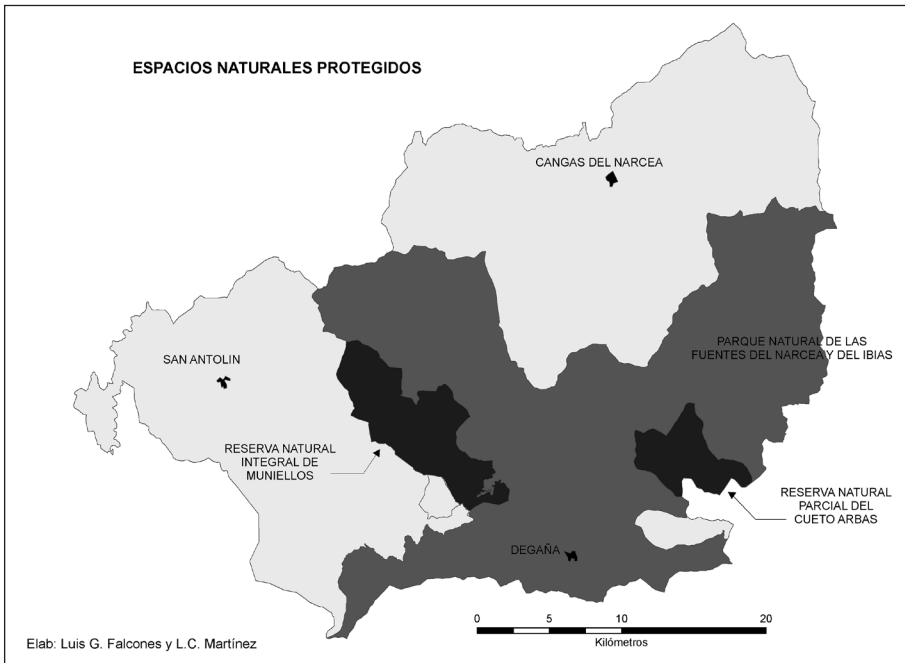 ESPACIOS NATURALES PROTEGIDOS
CANGAS DEL NARCEA
PARQUE NATURAL DE LAS
FUENTES DEL NARCEA Y DEL IBIAS
SAN ANTOLIN
RESERVA NATURAL
INTEGRAL DE
MUNIELLOS
RESERVA NATURAL
PARCIAL DEL
CUETO ARBAS
DEGAÑA
0 5 10 20
Kilómetros
Elab: Luis G. Falcones y L.C. Martínez